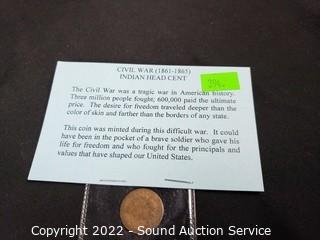 CIVIL WAR (1861-1865)
INDIAN HEAD CENT
The Civil War was a tragic war in American history.
Three million people fought; 600,000 paid the ultimate
price. The desire for freedom traveled deeper than the
color of skin and farther than the borders of any state.
This coin was minted during this difficult war. It could
have been in the pocket of a brave soldier who gave his
life for freedom and who fought for the principals and
values that have shaped our United States.
Copyright 2022 - Sound Auction Service